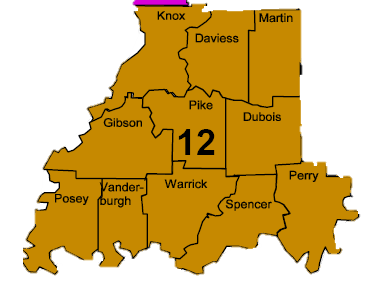 Knox
Martin
Daviess
Pike
Gibson
Dubois
12
Perry
Warrick
Posey
Vander-
burgh
Spencer